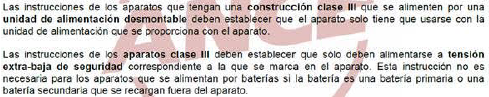 Las instrucciones de los aparatos que tengan una construcción clase III que se alimenten por una
unidad de alimentación desmontable deben establecer que el aparato solo tiene que usarse con la
unidad de alimentación que se proporciona con el aparato.
Las instrucciones de los aparatos clase III deben establecer que sólo deben alimentarse a tensión
extra-baja de seguridad correspondiente a la que se marca en el aparato. Esta instrucción no es
necesaria para los aparatos que se alimentan por baterías si la batería es una batería primaria o una
batería secundaria que se recargan fuera del aparato.
ANCE